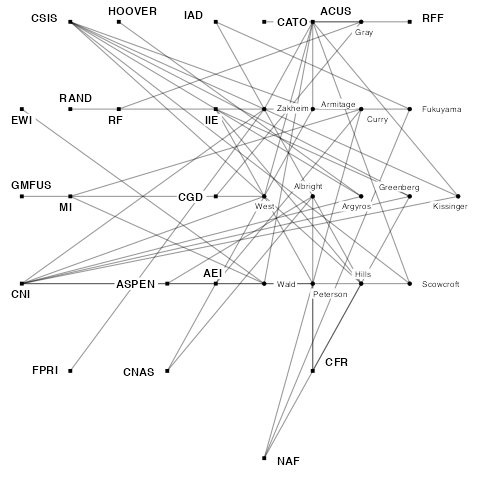 CSIS
HOOVER
IAD
CATO
ACUS
RFF
Gray
EWI
RAND
RF
IIE
Zakheim
Armitage
Curry
Fukuyama
GMFUS
MI
CGD
West
Albright
Argyros
Greenberg
Kissinger
CNI
ASPEN
AEI
Wald
Peterson
Hills
Scowcroft
FPRI
CNAS
CFR
NAF